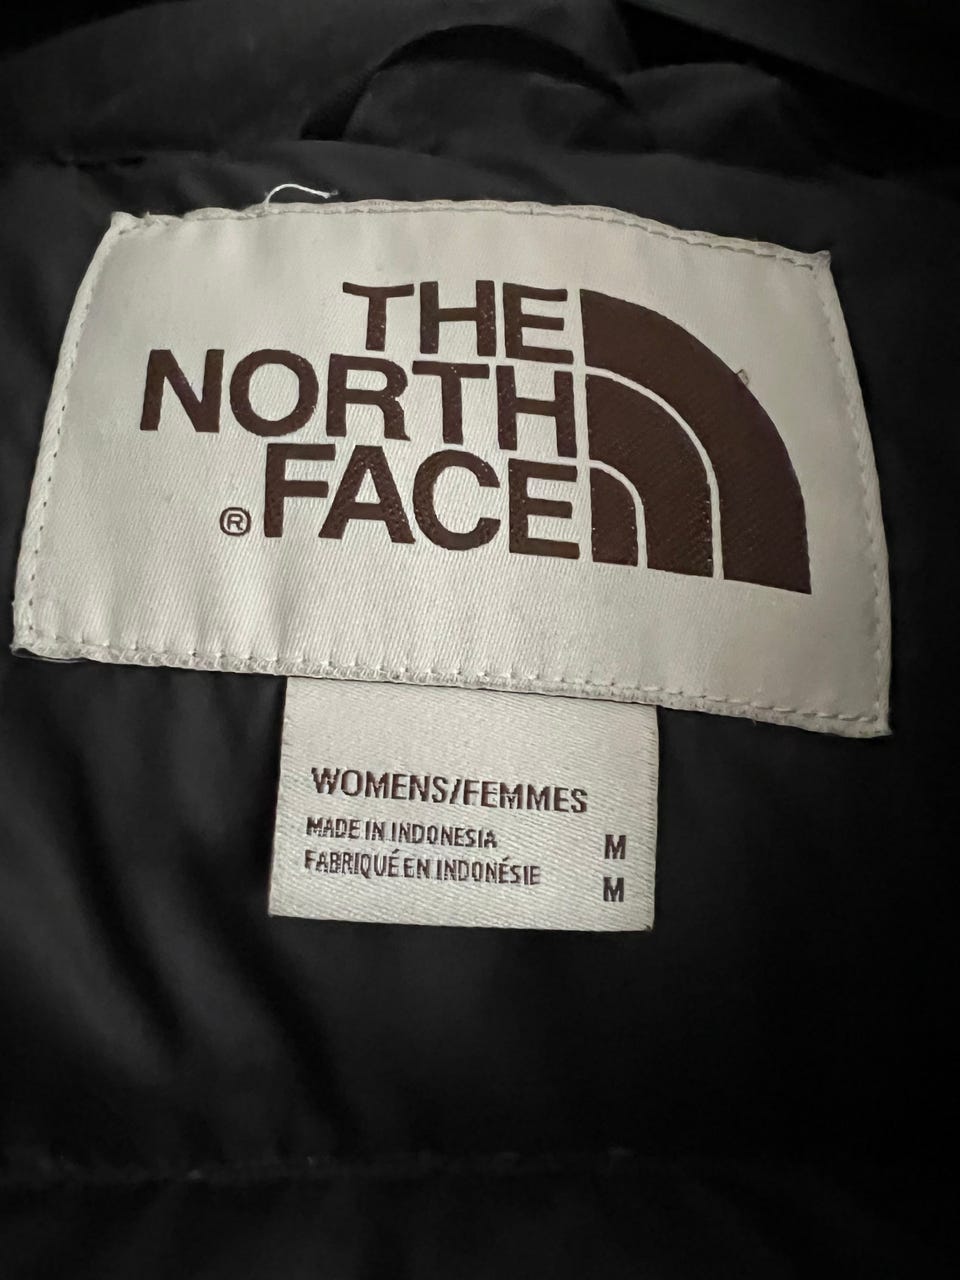 THE
NORTH
FACE
®
WOMENS/FEMMES
MADE IN INDONESIA M
FABRIQUÉ EN INDONÉSIE M